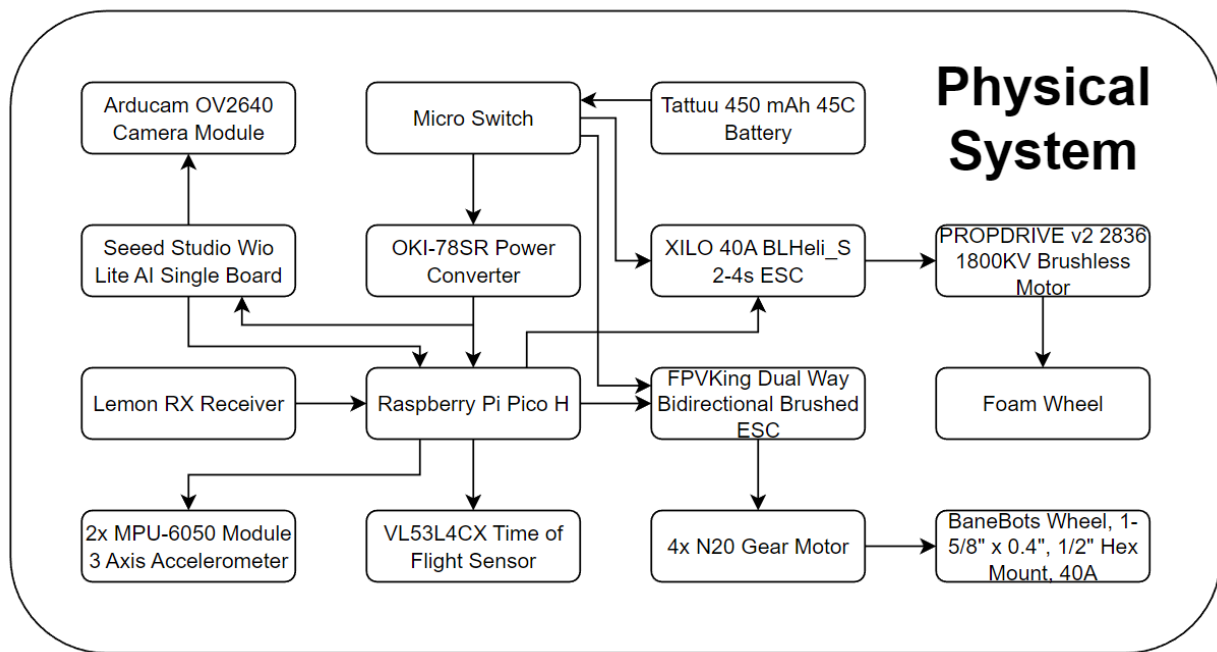 Physical
System
Arducam OV2640
Camera Module
Micro Switch
Tattuu 450 mAh 45C
Battery
Seeed Studio Wio
Lite AI Single Board
OKI-78SR Power
Converter
XILO 40A BLHeli_S
2-4s ESC
PROPDRIVE v2 2836
1800KV Brushless
Motor
Lemon RX Receiver
Raspberry Pi Pico H
FPVKing Dual Way
Bidirectional Brushed
ESC
Foam Wheel
2x MPU-6050 Module
3 Axis Accelerometer
VL53L4CX Time of
Flight Sensor
4x N20 Gear Motor
BaneBots Wheel, 1-
5/8" x 0.4", 1/2" Hex
Mount, 40A